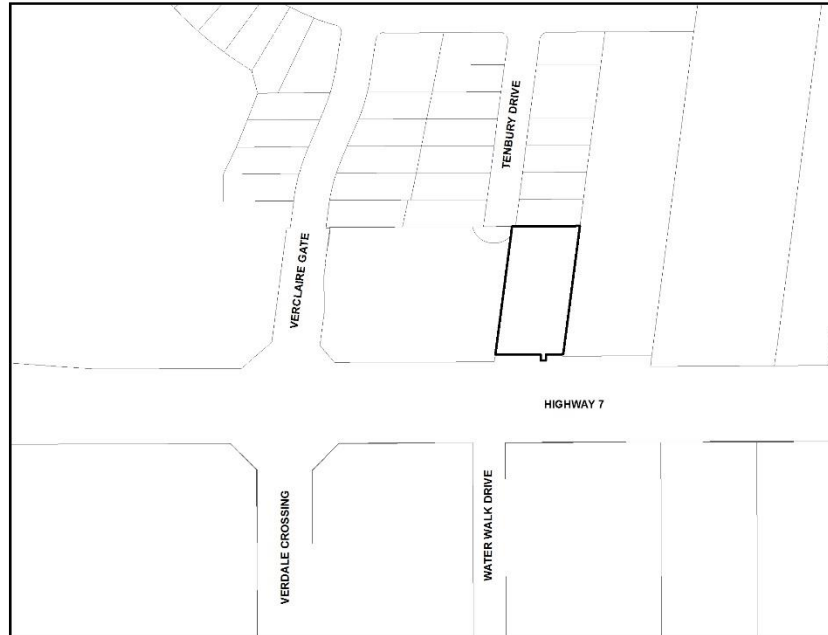 TENBURY DRIVE
VERCLAIRE GATE
HIGHWAY 7
VERDALE CROSSING
WATER WALK DRIVE